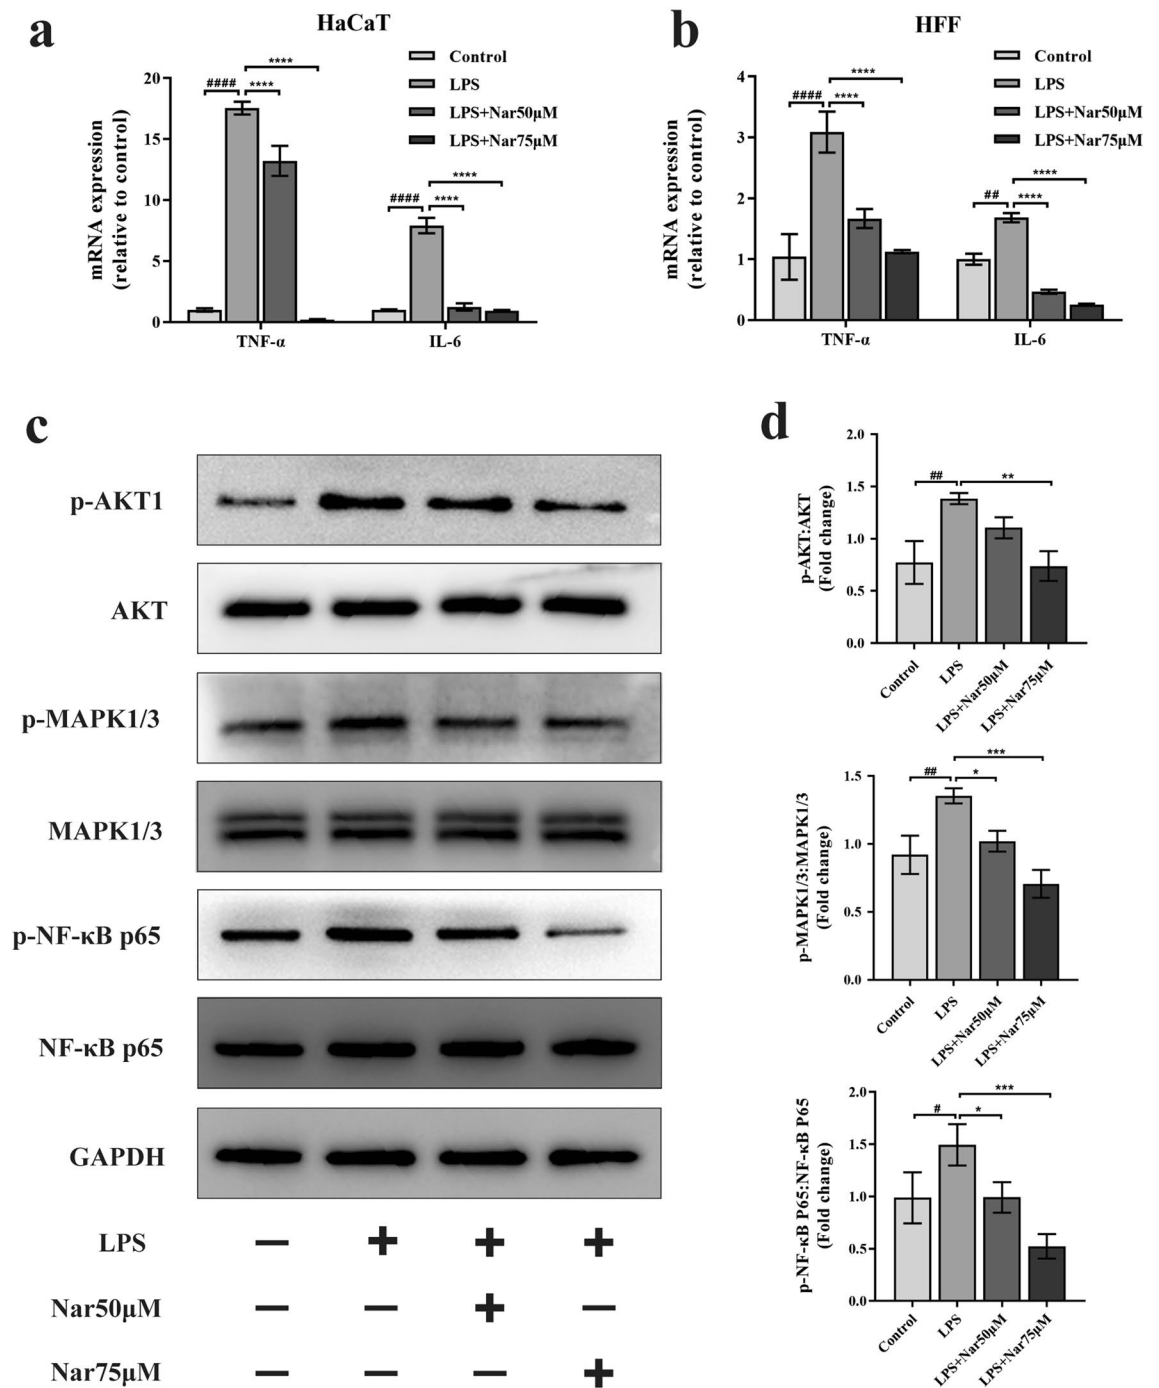 a
HaCaT
Control
LPS
LPS+Nar50μM
LPS+Nar75μM
mRNA expression
(relative to control)
20
15
10
5
0
####
****
****
####
****
****
TNF-α
IL-6
b
HFF
Control
LPS
LPS+Nar50μM
LPS+Nar75μM
mRNA expression
(relative to control)
4
3
2
1
0
####
****
****
##
****
****
TNF-α
IL-6
c
p-AKT1
AKT
p-MAPK1/3
MAPK1/3
p-NF-κB p65
NF-κB p65
GAPDH
LPS — + + +
Nar50μM — — + —
Nar75μM — — — +
d
p-AKT:AKT
(Fold change)
2.0
1.5
1.0
0.5
0.0
##
**
Control
LPS
LPS+Nar50μM
LPS+Nar75μM
p-MAPK1/3:MAPK1/3
(Fold change)
1.5
1.0
0.5
0.0
##
*
***
Control
LPS
LPS+Nar50μM
LPS+Nar75μM
p-NF-κB P65:NF-κB P65
(Fold change)
2.0
1.5
1.0
0.5
0.0
#
*
***
Control
LPS
LPS+Nar50μM
LPS+Nar75μM